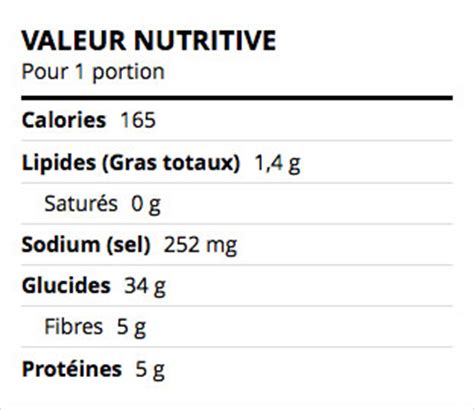 VALEUR NUTRITIVE
Pour 1 portion
Calories 165
Lipides (Gras totaux) 1,4 g
Saturés 0 g
Sodium (sel) 252 mg
Glucides 34 g
Fibres 5 g
Protéines 5 g